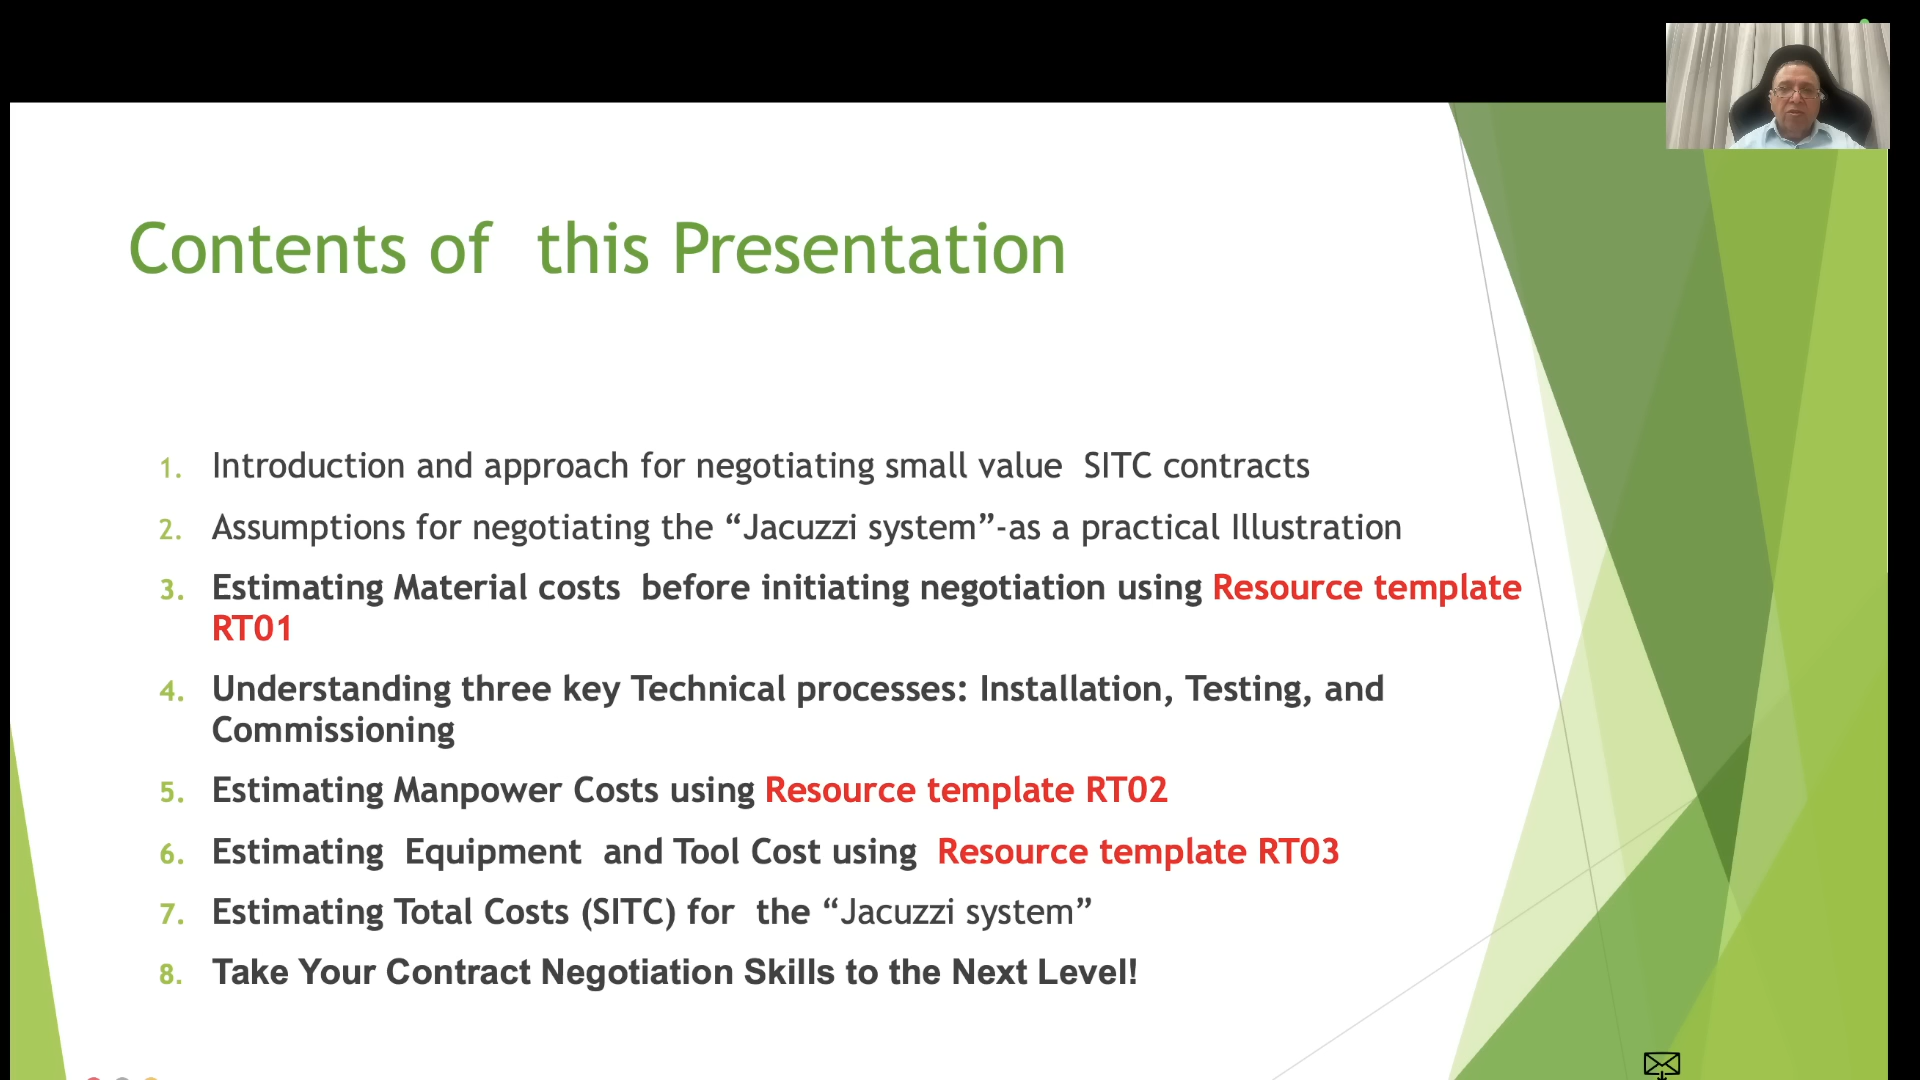 Contents of  this Presentation
1. Introduction and approach for negotiating small value  SITC contracts
2. Assumptions for negotiating the “Jacuzzi system”-as a practical Illustration
3. Estimating Material costs  before initiating negotiation using Resource template
RT01
4. Understanding three key Technical processes: Installation, Testing, and
Commissioning
5. Estimating Manpower Costs using Resource template RT02
6. Estimating  Equipment  and Tool Cost using  Resource template RT03
7. Estimating Total Costs (SITC) for  the “Jacuzzi system”
8. Take Your Contract Negotiation Skills to the Next Level!